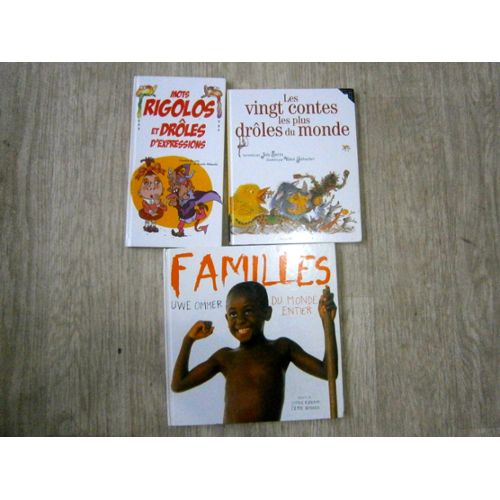 MOTS
RIGOLOS
ET DRÔLES
D'EXPRESSIONS
Les
vingt contes
les plus
drôles du monde
FAMILLES
UWE OMMER
DU MONDE
ENTIER